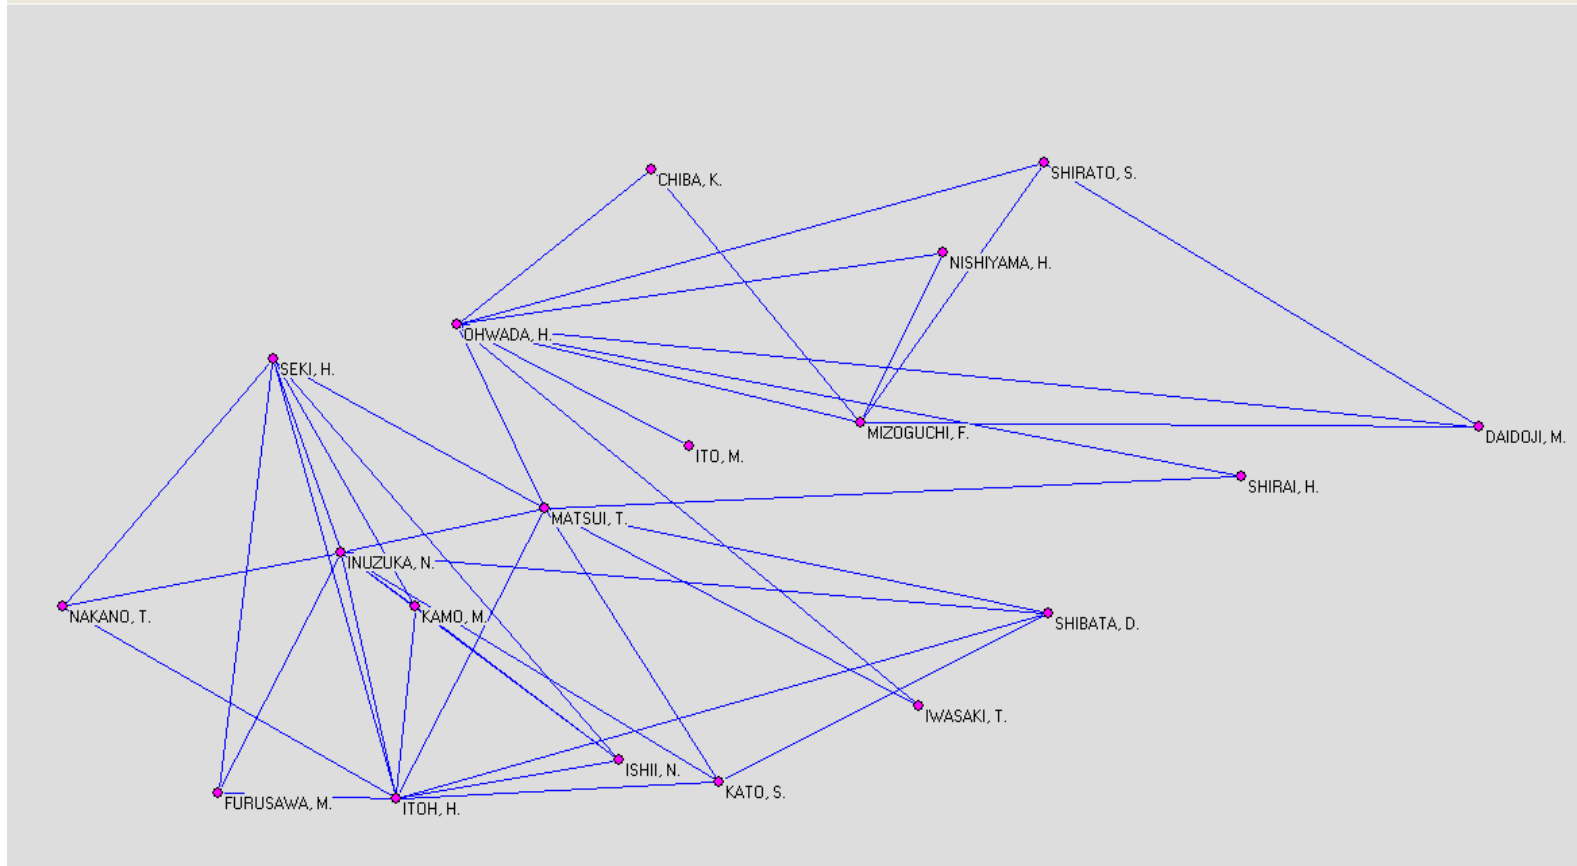 CHIBA, K.
SHIRATO, S.
NISHIYAMA, H.
OHWADA, H.
SEKI, H.
MIZOGUCHI, F.
DAIDOJI, M.
ITO, M.
SHIRAI, H.
MATSUI, T.
INUZUKA, N.
NAKANO, T.
KAMO, M.
SHIBATA, D.
IWASAKI, T.
ISHII, N.
KATO, S.
FURUSAWA, M.
ITOH, H.